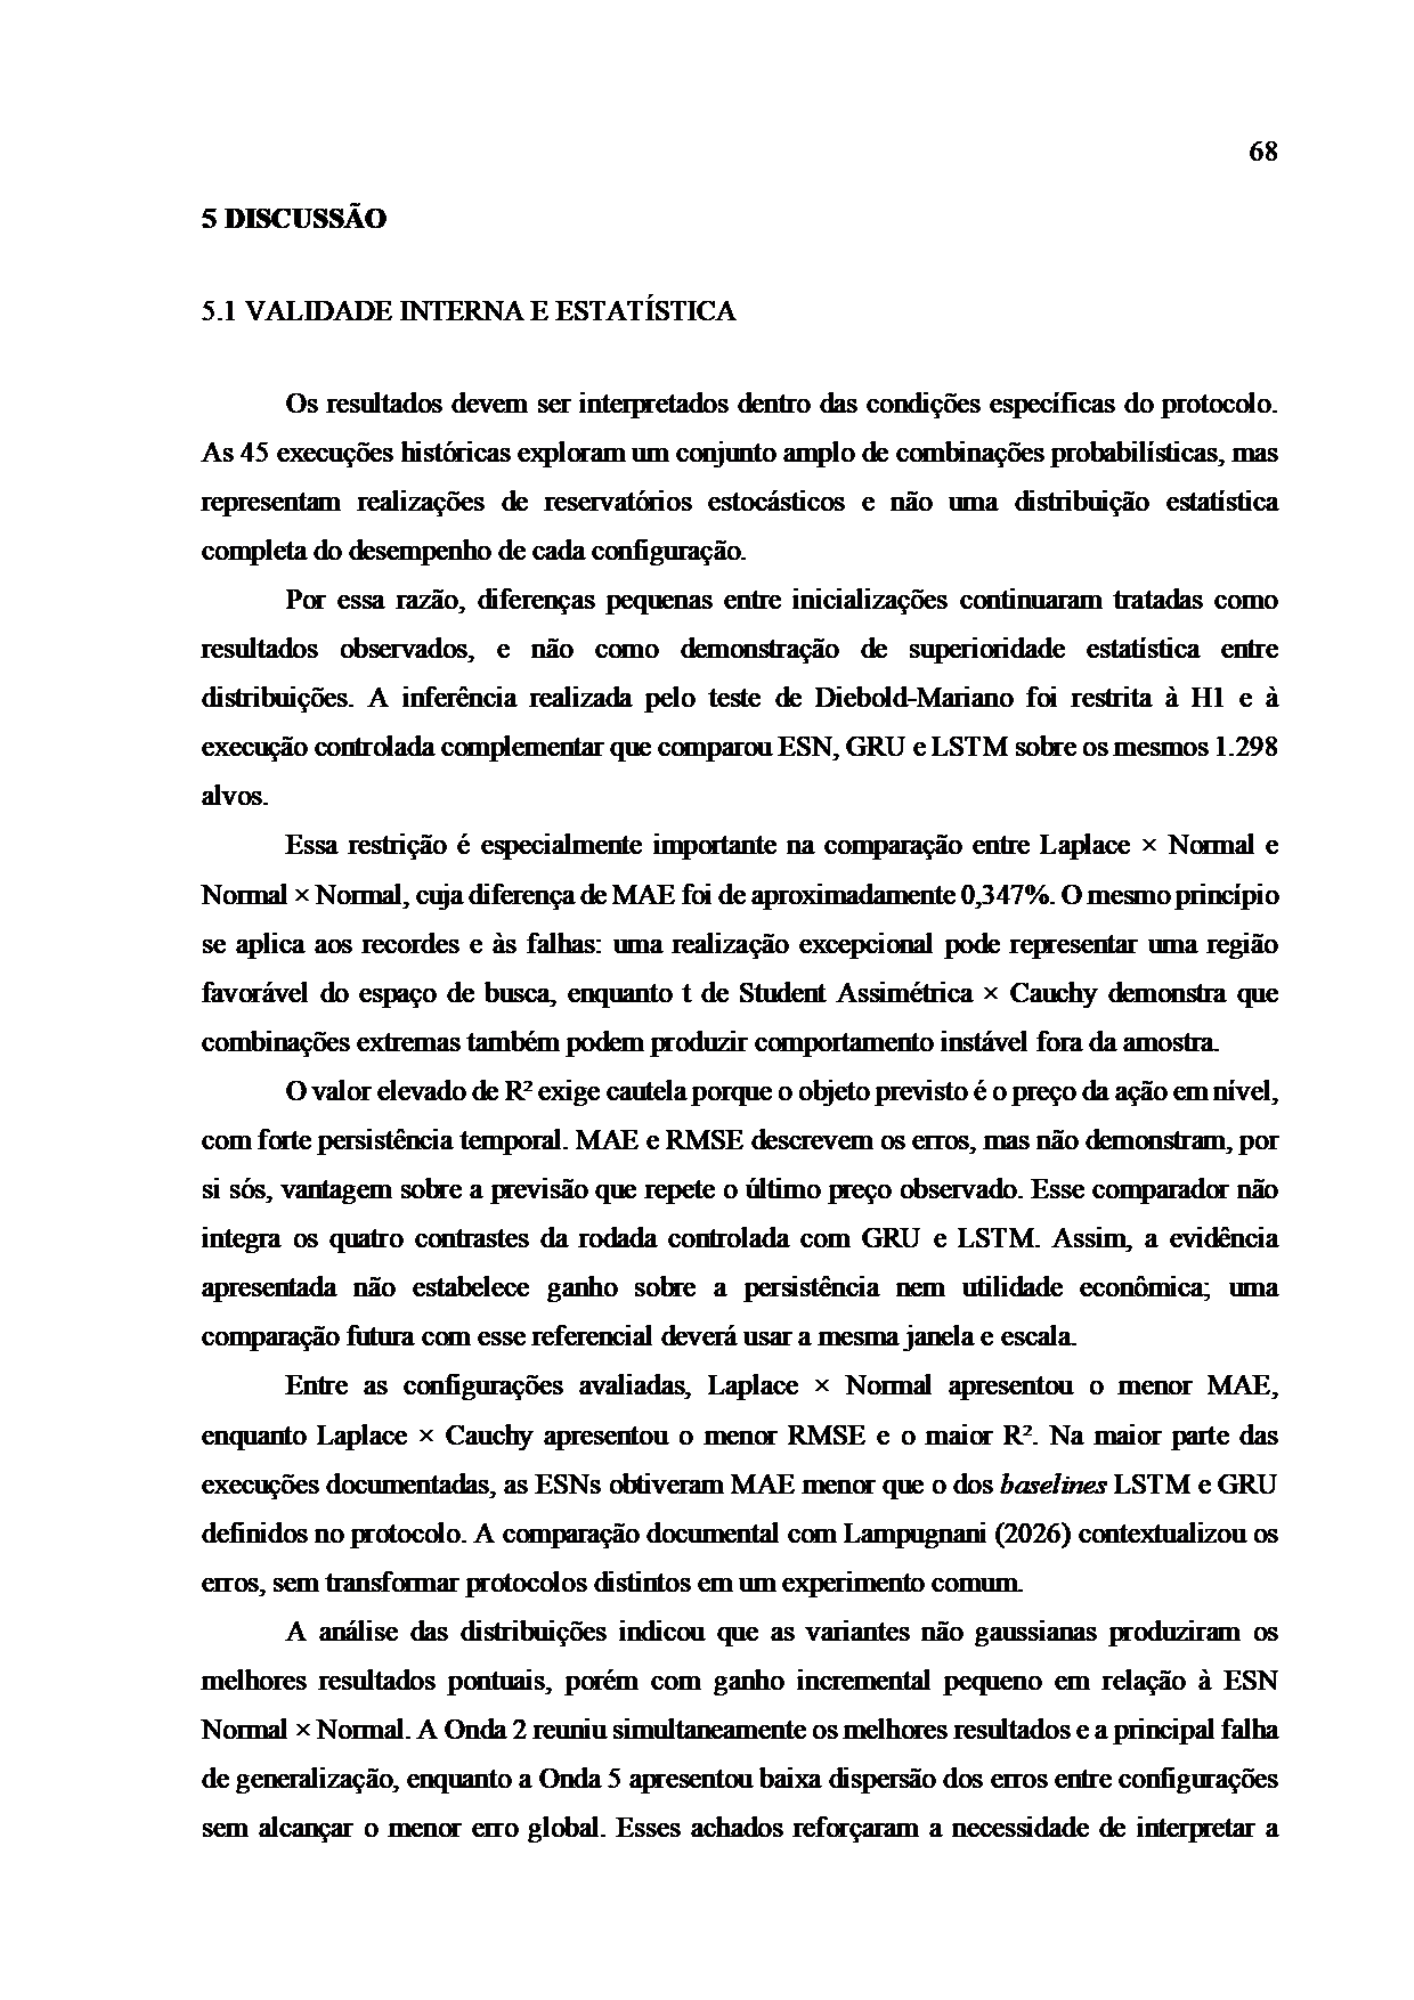 68
5 DISCUSSÃO
5.1 VALIDADE INTERNA E ESTATÍSTICA
Os resultados devem ser interpretados dentro das condições específicas do protocolo.
As 45 execuções históricas exploram um conjunto amplo de combinações probabilísticas, mas
representam realizações de reservatórios estocásticos e não uma distribuição estatística
completa do desempenho de cada configuração.
Por essa razão, diferenças pequenas entre inicializações continuaram tratadas como
resultados observados, e não como demonstração de superioridade estatística entre
distribuições. A inferência realizada pelo teste de Diebold-Mariano foi restrita à H1 e à
execução controlada complementar que comparou ESN, GRU e LSTM sobre os mesmos 1.298
alvos.
Essa restrição é especialmente importante na comparação entre Laplace × Normal e
Normal × Normal, cuja diferença de MAE foi de aproximadamente 0,347%. O mesmo princípio
se aplica aos recordes e às falhas: uma realização excepcional pode representar uma região
favorável do espaço de busca, enquanto t de Student Assimétrica × Cauchy demonstra que
combinações extremas também podem produzir comportamento instável fora da amostra.
O valor elevado de R² exige cautela porque o objeto previsto é o preço da ação em nível,
com forte persistência temporal. MAE e RMSE descrevem os erros, mas não demonstram, por
si sós, vantagem sobre a previsão que repete o último preço observado. Esse comparador não
integra os quatro contrastes da rodada controlada com GRU e LSTM. Assim, a evidência
apresentada não estabelece ganho sobre a persistência nem utilidade econômica; uma
comparação futura com esse referencial deverá usar a mesma janela e escala.
Entre as configurações avaliadas, Laplace × Normal apresentou o menor MAE,
enquanto Laplace × Cauchy apresentou o menor RMSE e o maior R². Na maior parte das
execuções documentadas, as ESNs obtiveram MAE menor que o dos baselines LSTM e GRU
definidos no protocolo. A comparação documental com Lampugnani (2026) contextualizou os
erros, sem transformar protocolos distintos em um experimento comum.
A análise das distribuições indicou que as variantes não gaussianas produziram os
melhores resultados pontuais, porém com ganho incremental pequeno em relação à ESN
Normal × Normal. A Onda 2 reuniu simultaneamente os melhores resultados e a principal falha
de generalização, enquanto a Onda 5 apresentou baixa dispersão dos erros entre configurações
sem alcançar o menor erro global. Esses achados reforçaram a necessidade de interpretar a